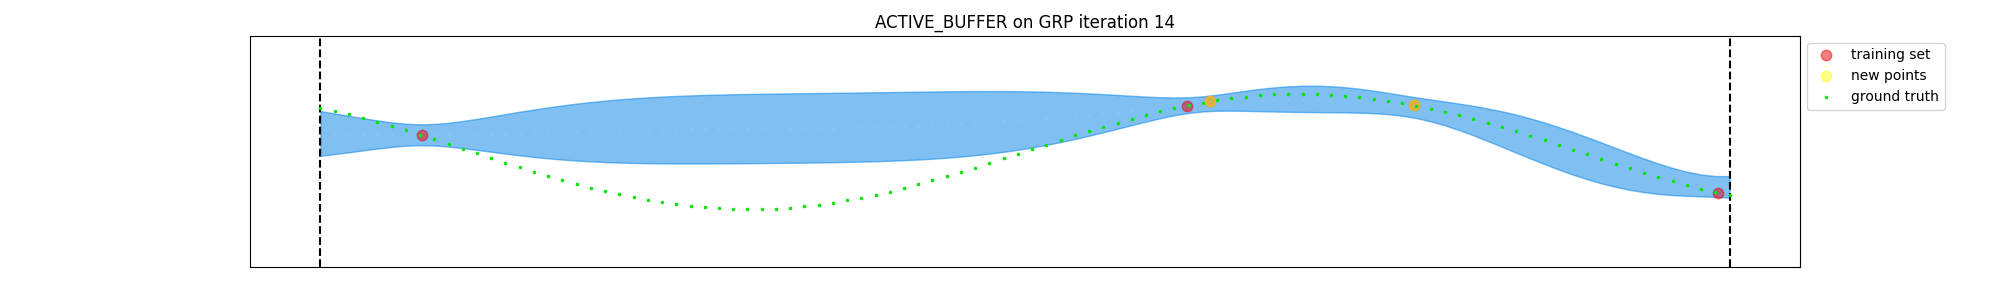 ACTIVE_BUFFER on GRP iteration 14
training set
new points
ground truth